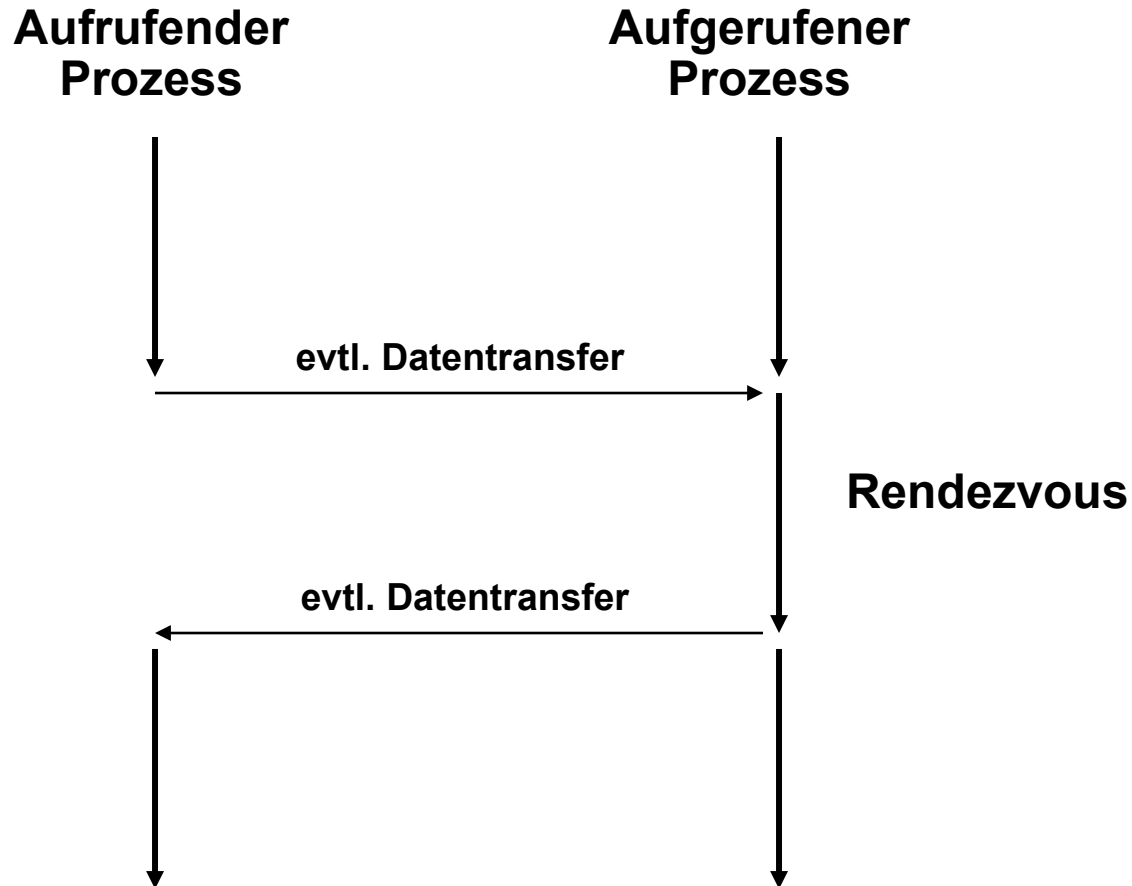 Aufrufender
Prozess
Aufgerufener
Prozess
evtl. Datentransfer
Rendezvous
evtl. Datentransfer